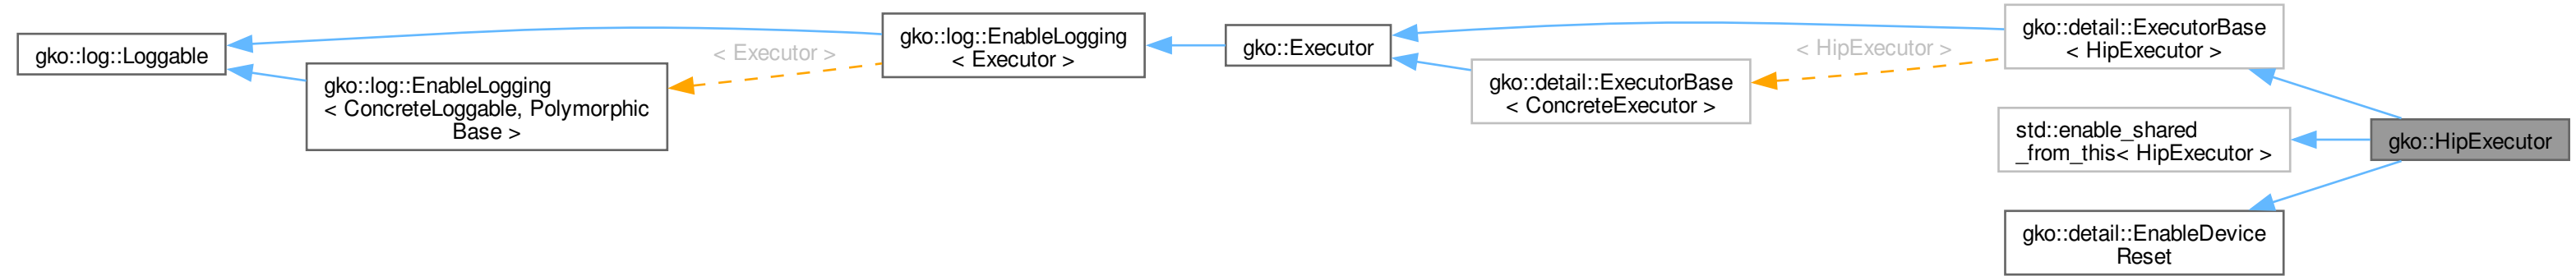 gko::log::Loggable
gko::log::EnableLogging
< ConcreteLoggable, Polymorphic
Base >
< Executor >
gko::log::EnableLogging
< Executor >
gko::Executor
gko::detail::ExecutorBase
< ConcreteExecutor >
< HipExecutor >
gko::detail::ExecutorBase
< HipExecutor >
std::enable_shared
_from_this< HipExecutor >
gko::detail::EnableDevice
Reset
gko::HipExecutor